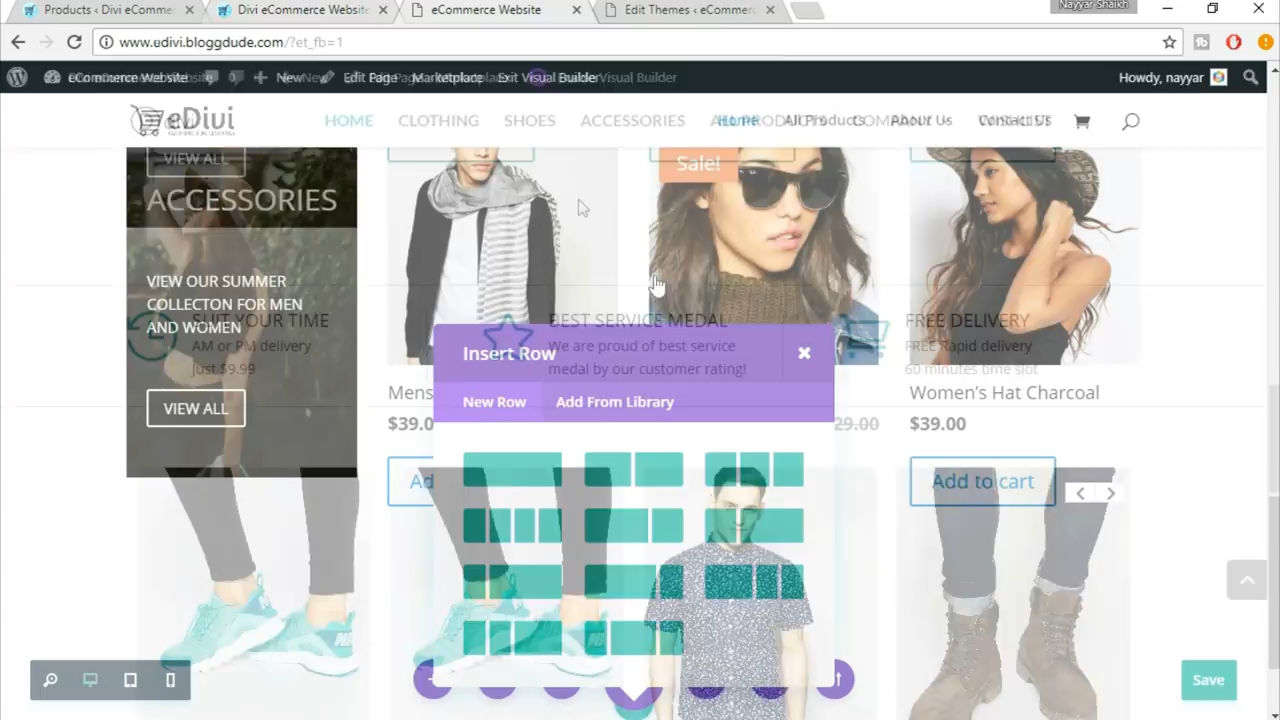 Nayyar Shaikh
Products ‹ Divi eComme
Divi eCommerce Website
eCommerce Website
Edit Themes ‹ eCommerc
www.edivi.bloggdude.com/?et_fb=1
eCommerce Website
0
New
Edit Page
Marketplace
Exit Visual Builder
Howdy, nayyar
eDivi
HOME
CLOTHING
SHOES
ACCESSORIES
Home
All Products
About Us
Contact Us
VIEW ALL
Sale!
ACCESSORIES
VIEW OUR SUMMER
COLLECTON FOR MEN
AND WOMEN
VIEW ALL
SUIT YOUR TIME
AM or PM delivery
Just $9.99
BEST SERVICE MEDAL
We are proud of best service
medal by our customer rating!
FREE DELIVERY
FREE Rapid delivery
60 minutes time slot
Insert Row
New Row
Add From Library
Mens
$39.0
29.00
Women's Hat Charcoal
$39.00
Ad
Add to cart
Save